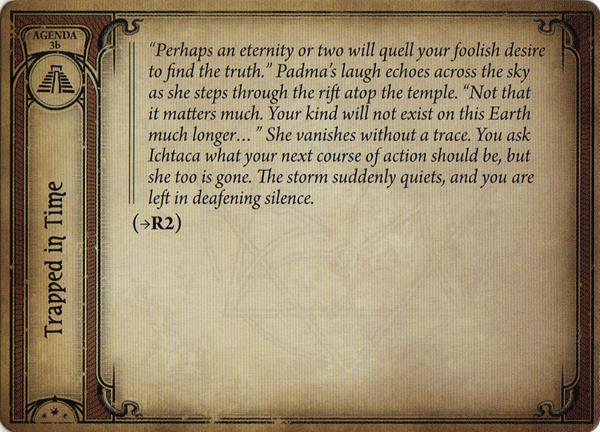 AGENDA
3b
Trapped in Time
“Perhaps an eternity or two will quell your foolish desire
to find the truth.” Padma’s laugh echoes across the sky
as she steps through the rift atop the temple. “Not that
it matters much. Your kind will not exist on this Earth
much longer…” She vanishes without a trace. You ask
Ichtaca what your next course of action should be, but
she too is gone. The storm suddenly quiets, and you are
left in deafening silence.
(→R2)